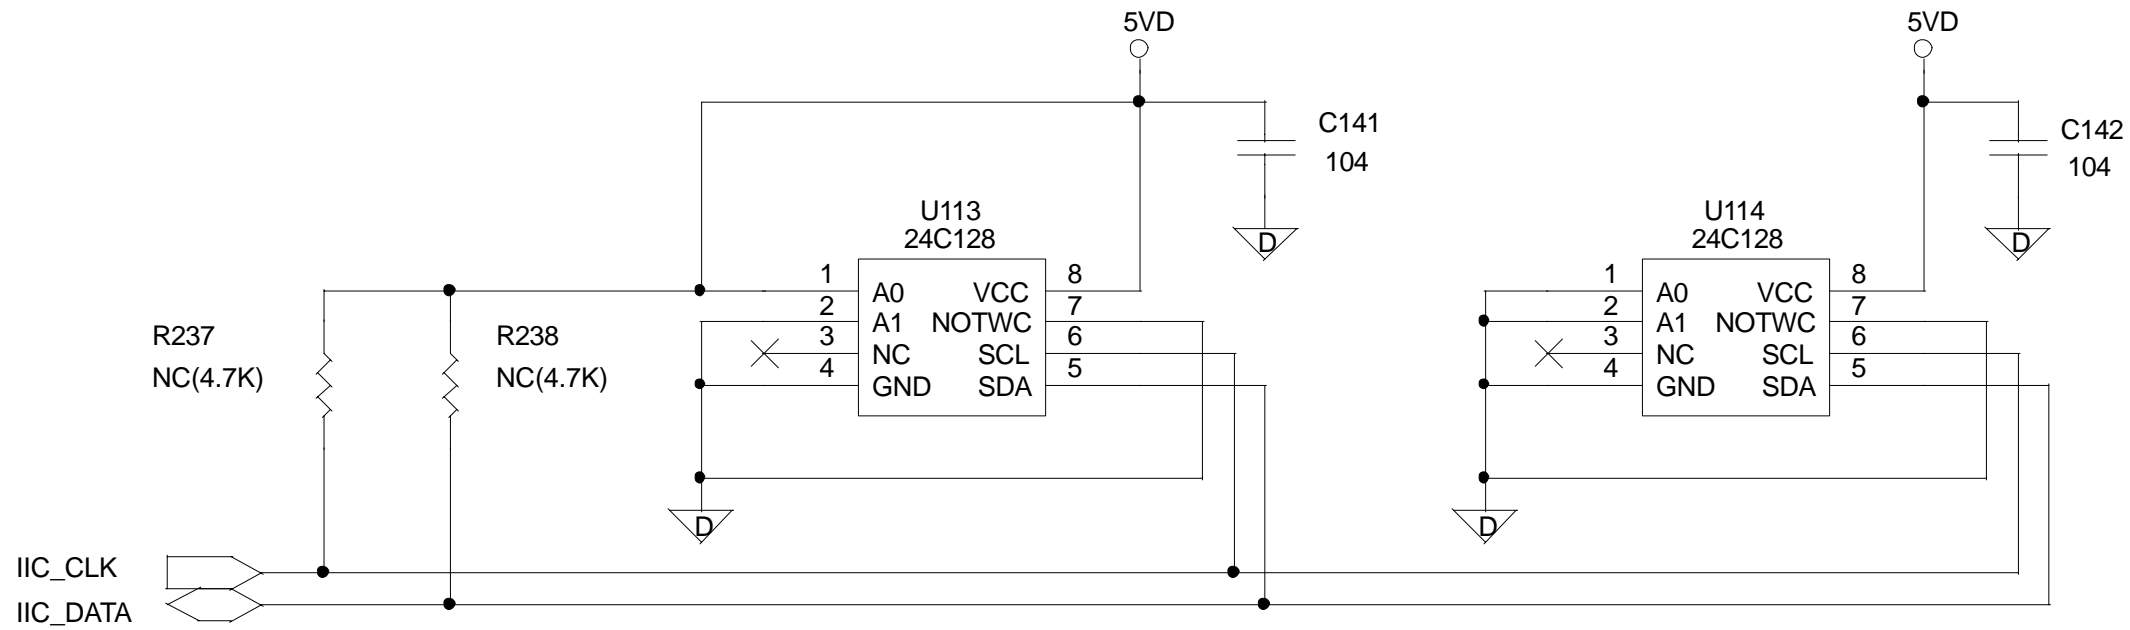 5VD
5VD
C141
104
C142
104
U113
24C128
U114
24C128
1 A0 VCC 8
2 A1 NOTWC 7
3 NC SCL 6
4 GND SDA 5
1 A0 VCC 8
2 A1 NOTWC 7
3 NC SCL 6
4 GND SDA 5
D
D
R237
NC(4.7K)
R238
NC(4.7K)
D
D
IIC_CLK
IIC_DATA